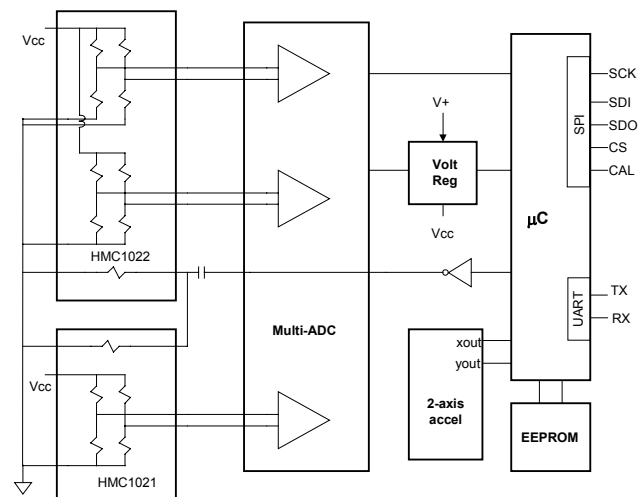 Vcc
HMC1022
Vcc
HMC1021
Multi-ADC
V+
Volt
Reg
Vcc
xout
yout
2-axis
accel
µC
SPI
SCK
SDI
SDO
CS
CAL
UART
TX
RX
EEPROM